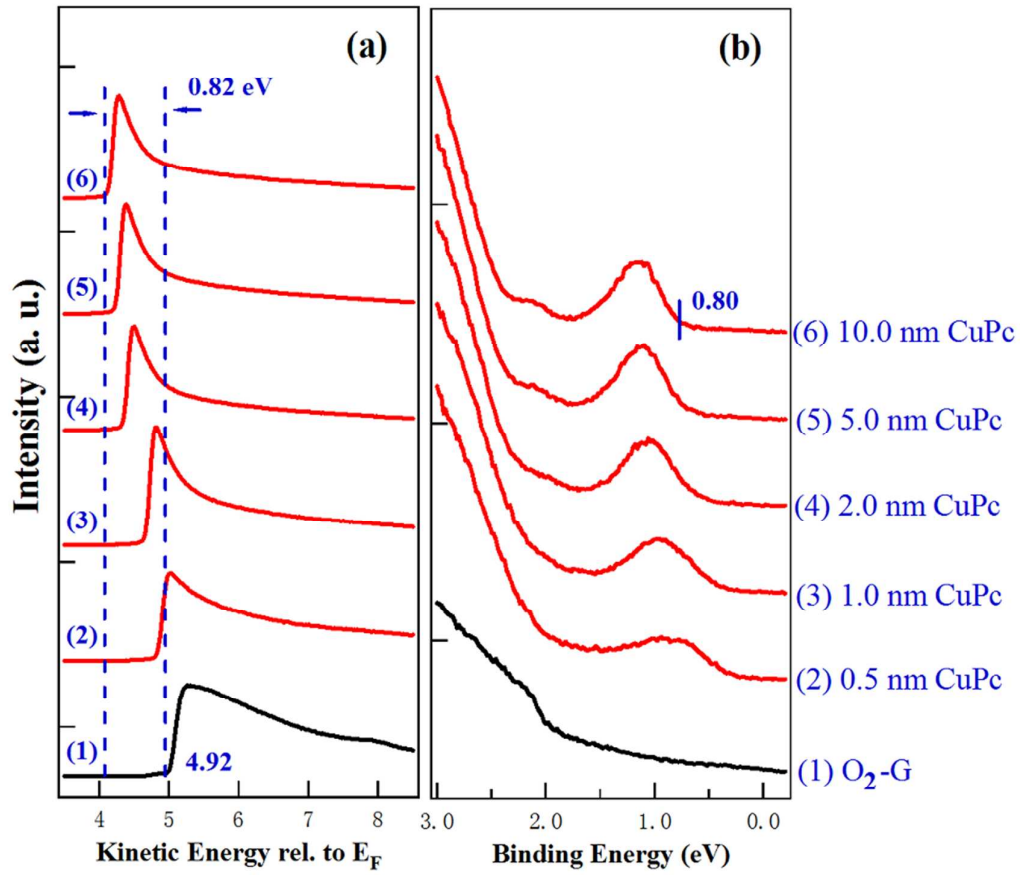 (a)
(b)
0.82 eV
(6)
(5)
(4)
(3)
(2)
(1)
4.92
0.80
(6) 10.0 nm CuPc
(5) 5.0 nm CuPc
(4) 2.0 nm CuPc
(3) 1.0 nm CuPc
(2) 0.5 nm CuPc
(1) O₂-G
Intensity (a. u.)
4 5 6 7 8
3.0 2.0 1.0 0.0
Kinetic Energy rel. to E_F
Binding Energy (eV)